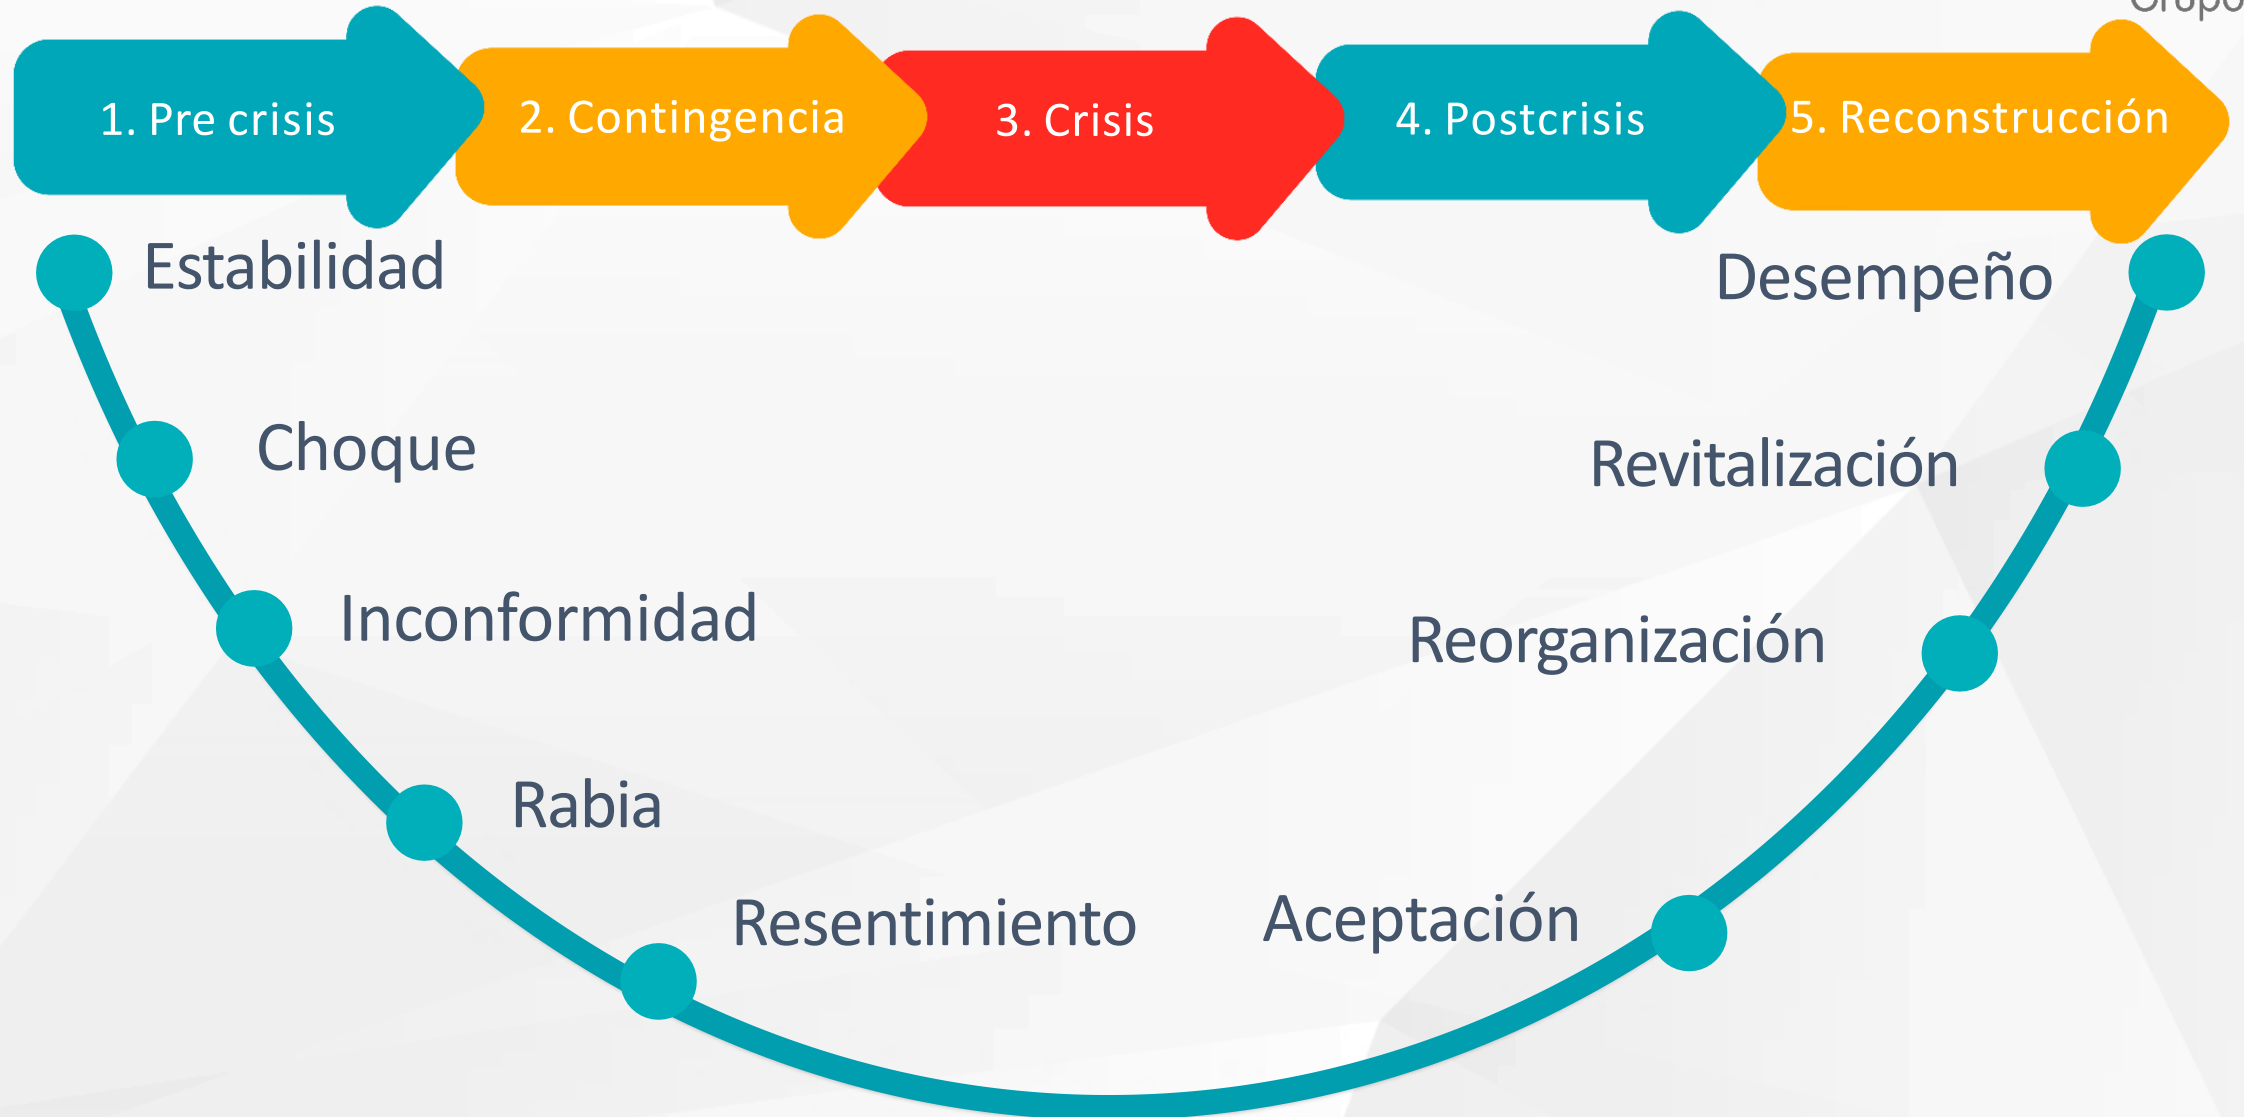 Grupo
1. Pre crisis
2. Contingencia
3. Crisis
4. Postcrisis
5. Reconstrucción
Estabilidad
Desempeño
Choque
Revitalización
Inconformidad
Reorganización
Rabia
Resentimiento
Aceptación